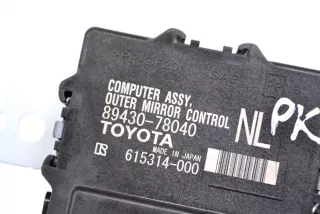 COMPUTER ASSY,
OUTER MIRROR CONTROL
89430-78040
TOYOTA
MADE IN JAPAN
615314-000
NL PK